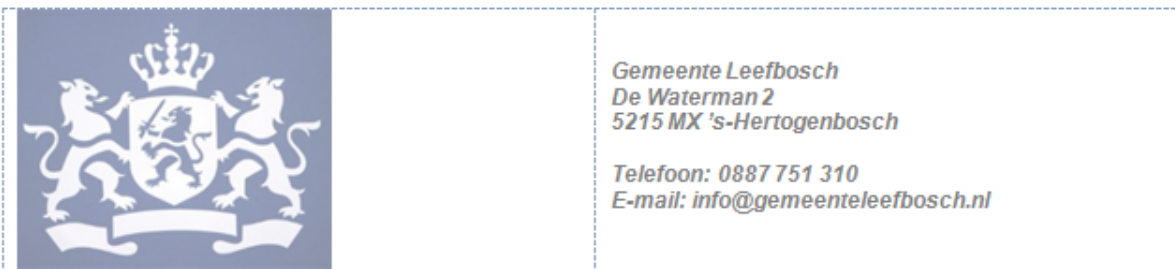 Gemeente Leefbosch
De Waterman 2
5215 MX ’s-Hertogenbosch
Telefoon: 0887 751 310
E-mail: info@gemeenteleefbosch.nl